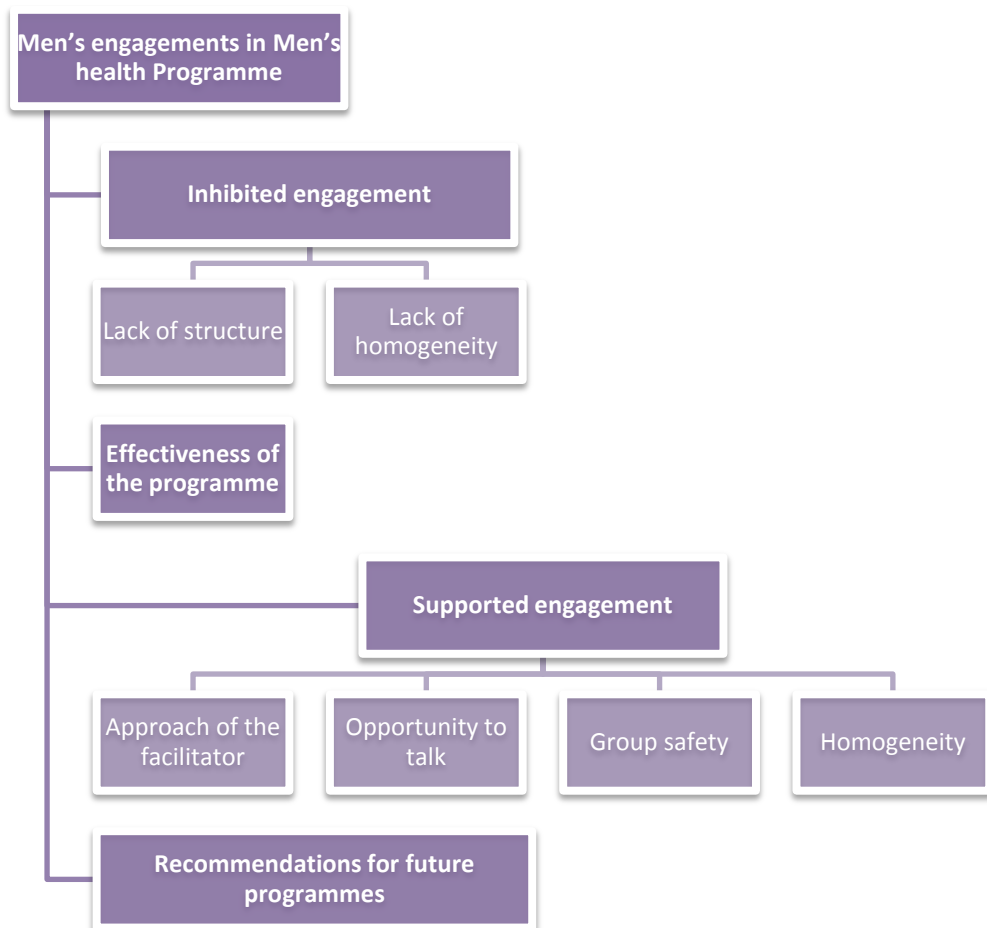 Men’s engagements in Men’s
health Programme
Inhibited engagement
Lack of structure
Lack of
homogeneity
Effectiveness of
the programme
Supported engagement
Approach of the
facilitator
Opportunity to
talk
Group safety
Homogeneity
Recommendations for future
programmes